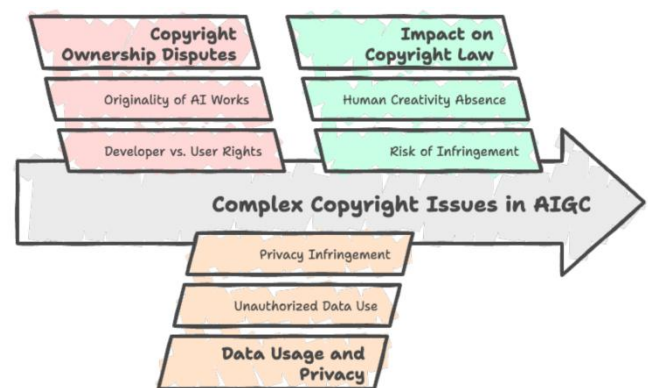 Copyright
Ownership Disputes
Originality of AI Works
Developer vs. User Rights
Impact on
Copyright Law
Human Creativity Absence
Risk of Infringement
Complex Copyright Issues in AIGC
Privacy Infringement
Unauthorized Data Use
Data Usage and
Privacy